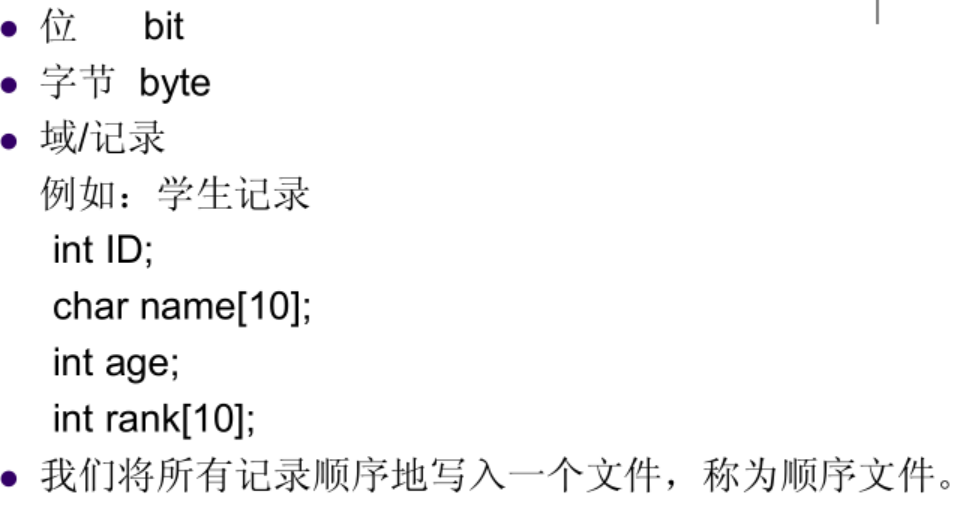 ● 位 bit
● 字节 byte
● 域/记录
例如：学生记录
int ID;
char name[10];
int age;
int rank[10];
● 我们将所有记录顺序地写入一个文件，称为顺序文件。